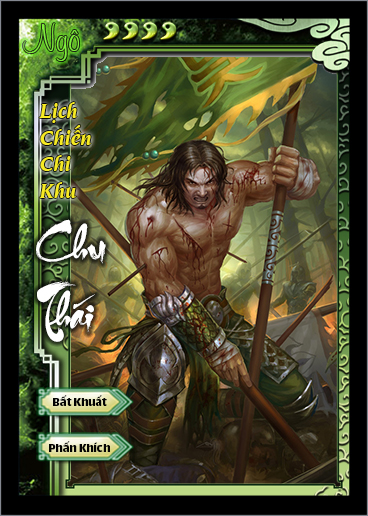 Ngô
Lịch
Chiến
Chi
Khu
Chu
Thái
Bất Khuất
Phấn Khích